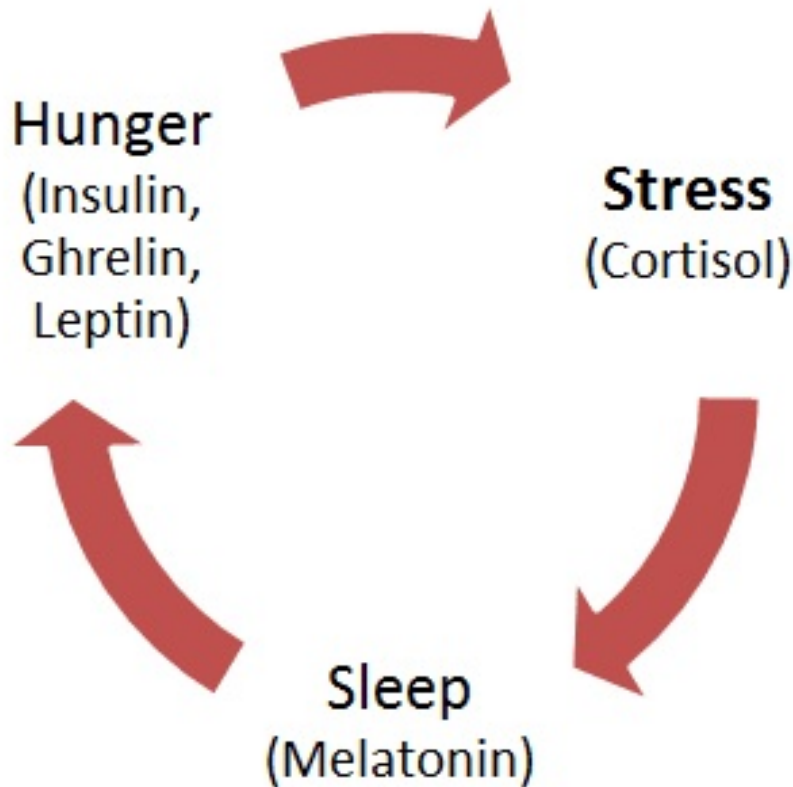 Hunger
(Insulin,
Ghrelin,
Leptin)
Stress
(Cortisol)
Sleep
(Melatonin)